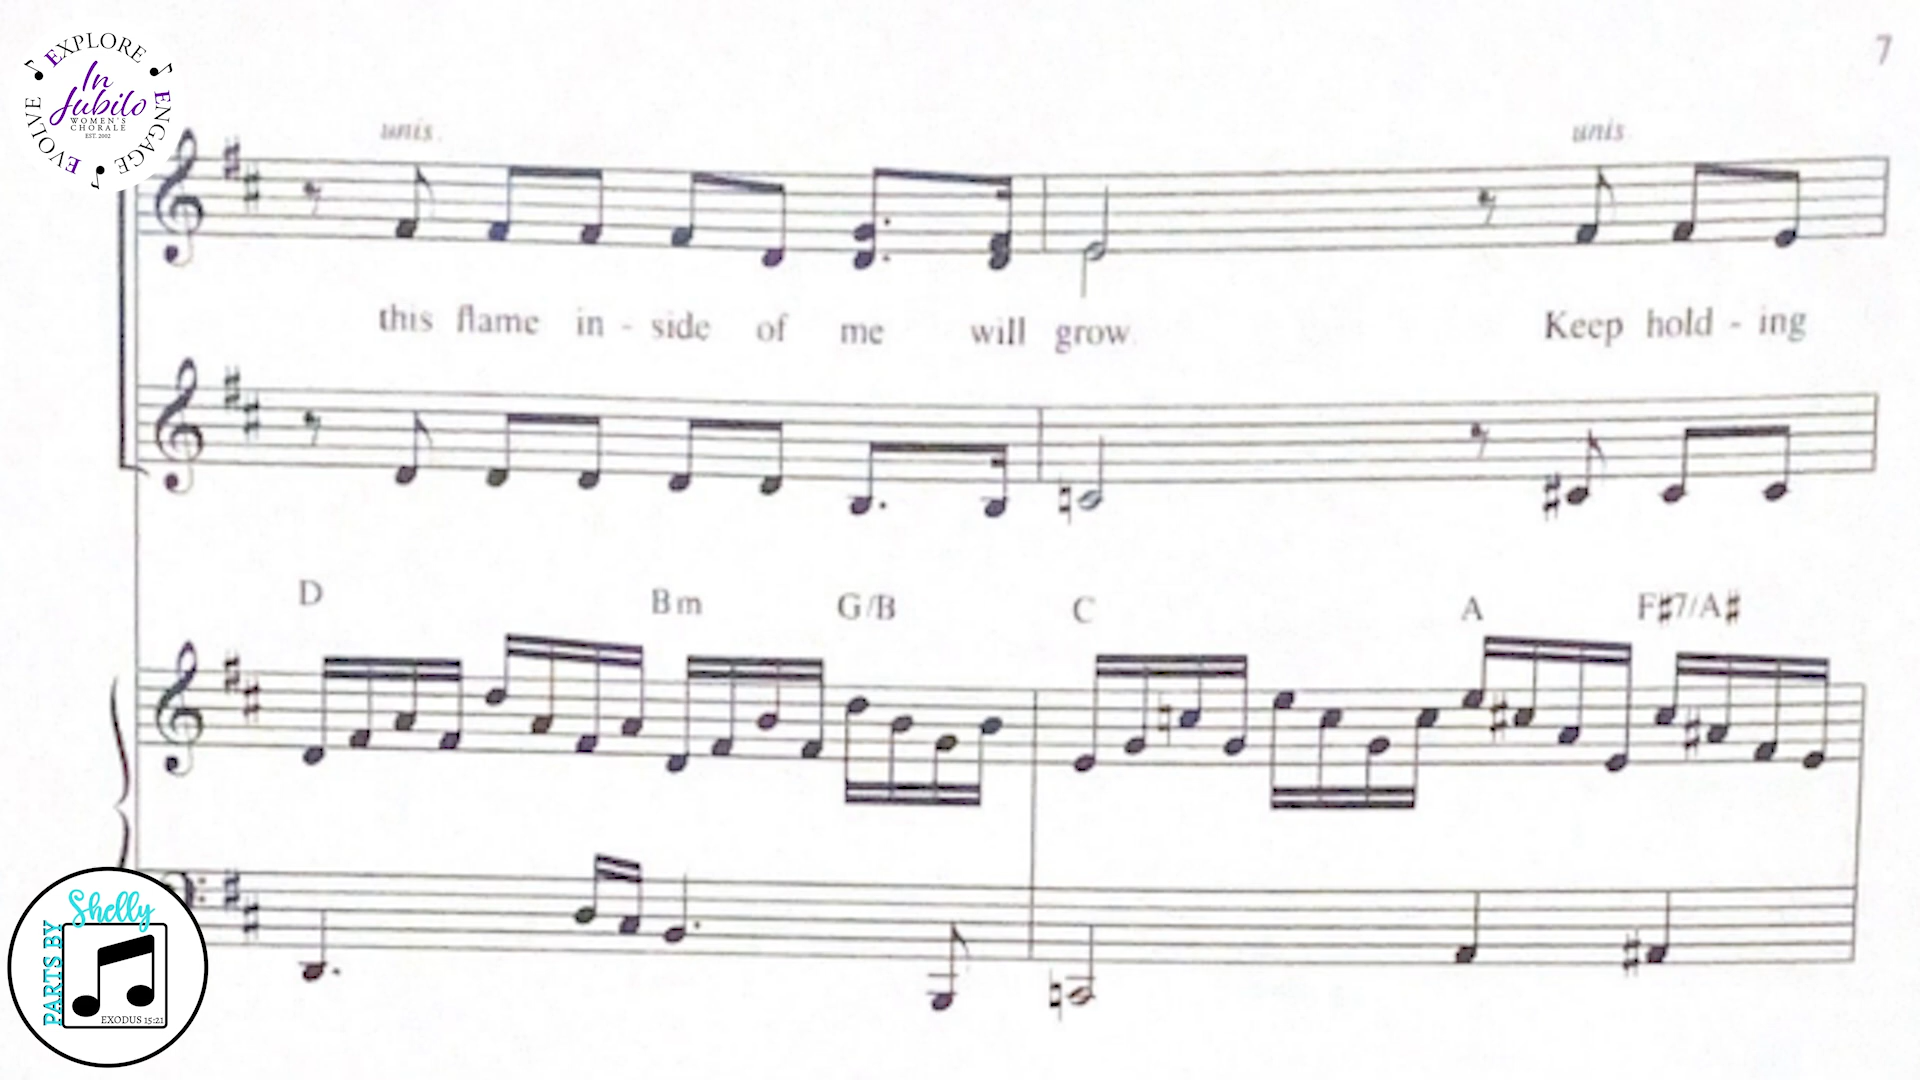 EXPLORE
ENGAGE
EVOLVE
In
Jubilo
WOMEN'S
CHORALE
EST. 2002
7
unis. unis.
this flame in - side of me will grow. Keep hold - ing
D Bm G/B C A F♯7/A♯
PARTS BY
Shelly
EXODUS 15:21